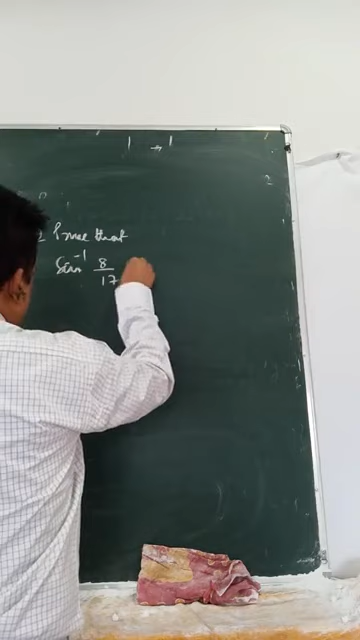 Prove that
Sin⁻¹ 8/17